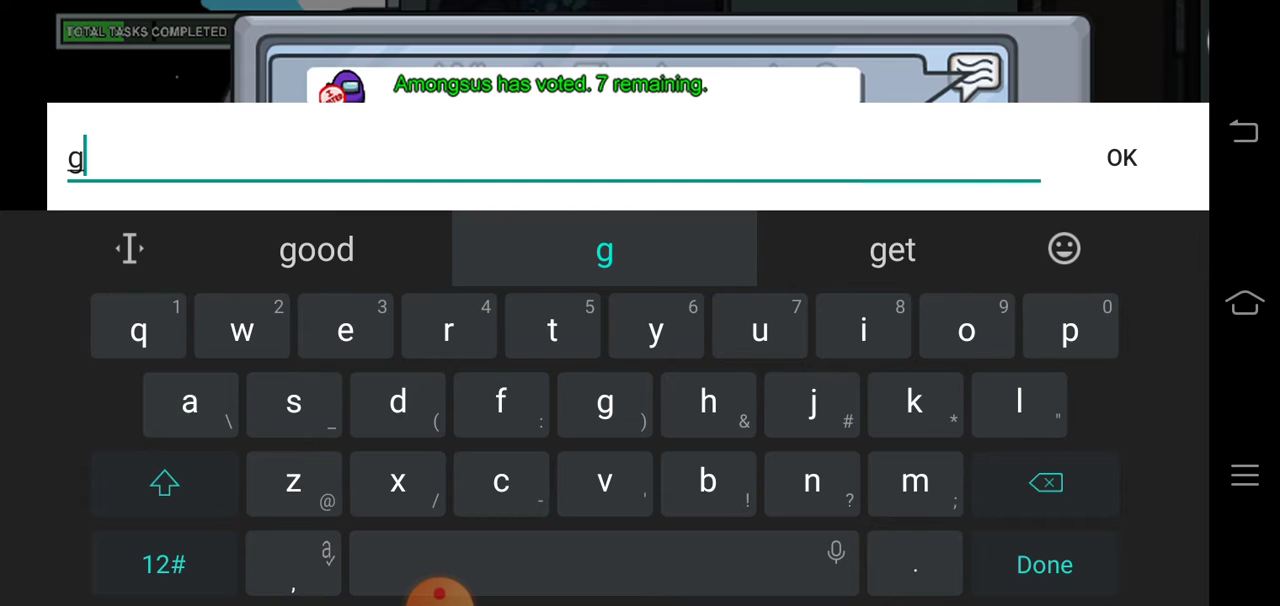 TOTAL TASKS COMPLETED
Amongsus has voted. 7 remaining.
g OK
good g get
q 1 w 2 e 3 r 4 t 5 y 6 u 7 i 8 o 9 p 0
a \ s _ d ( f : g ) h & j # k * l "
z @ x / c - v ' b ! n ? m ;
12# , . Done